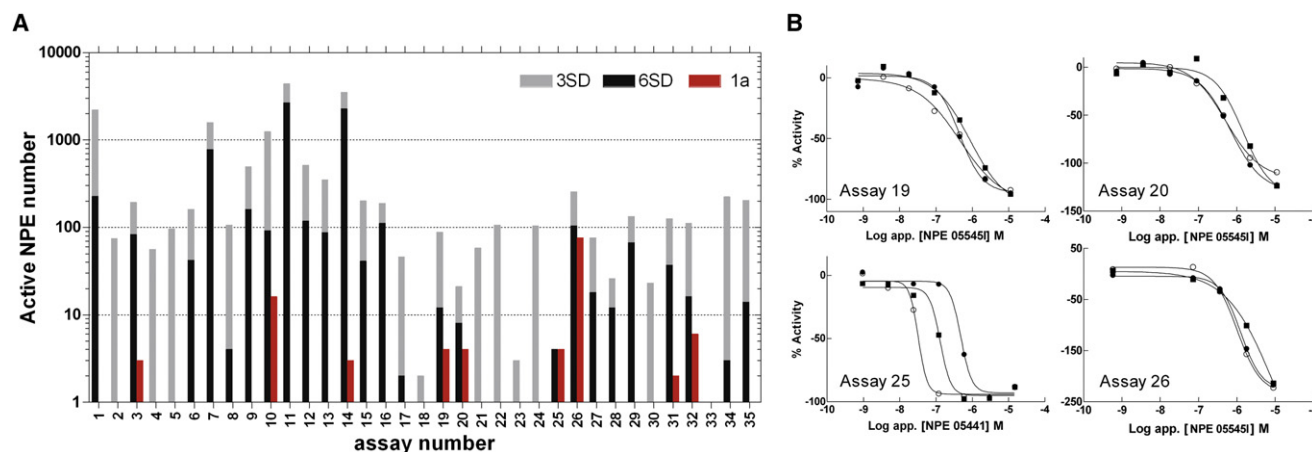 A
Active NPE number
10000
1000
100
10
1
3SD 6SD 1a
1 2 3 4 5 6 7 8 9 10 11 12 13 14 15 16 17 18 19 20 21 22 23 24 25 26 27 28 29 30 31 32 33 34 35
assay number
B
% Activity
0
-50
-100
Assay 19
-10 -9 -8 -7 -6 -5 -4
Log app. [NPE 05545I] M
% Activity
0
-50
-100
-150
Assay 20
-10 -9 -8 -7 -6 -5 -4
Log app. [NPE 05545I] M
% Activity
0
-50
-100
Assay 25
-10 -9 -8 -7 -6 -5 -4
Log app. [NPE 05441] M
% Activity
50
0
-50
-100
-150
-200
-250
Assay 26
-10 -9 -8 -7 -6 -5 -4
Log app. [NPE 05545I] M